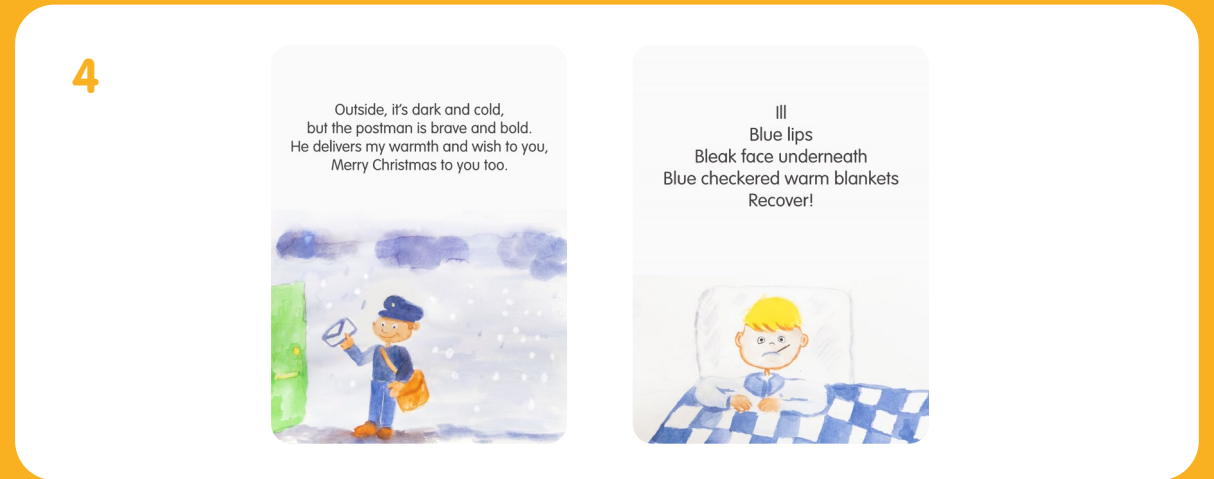 4
Outside, it's dark and cold,
but the postman is brave and bold.
He delivers my warmth and wish to you,
Merry Christmas to you too.
Ill
Blue lips
Bleak face underneath
Blue checkered warm blankets
Recover!